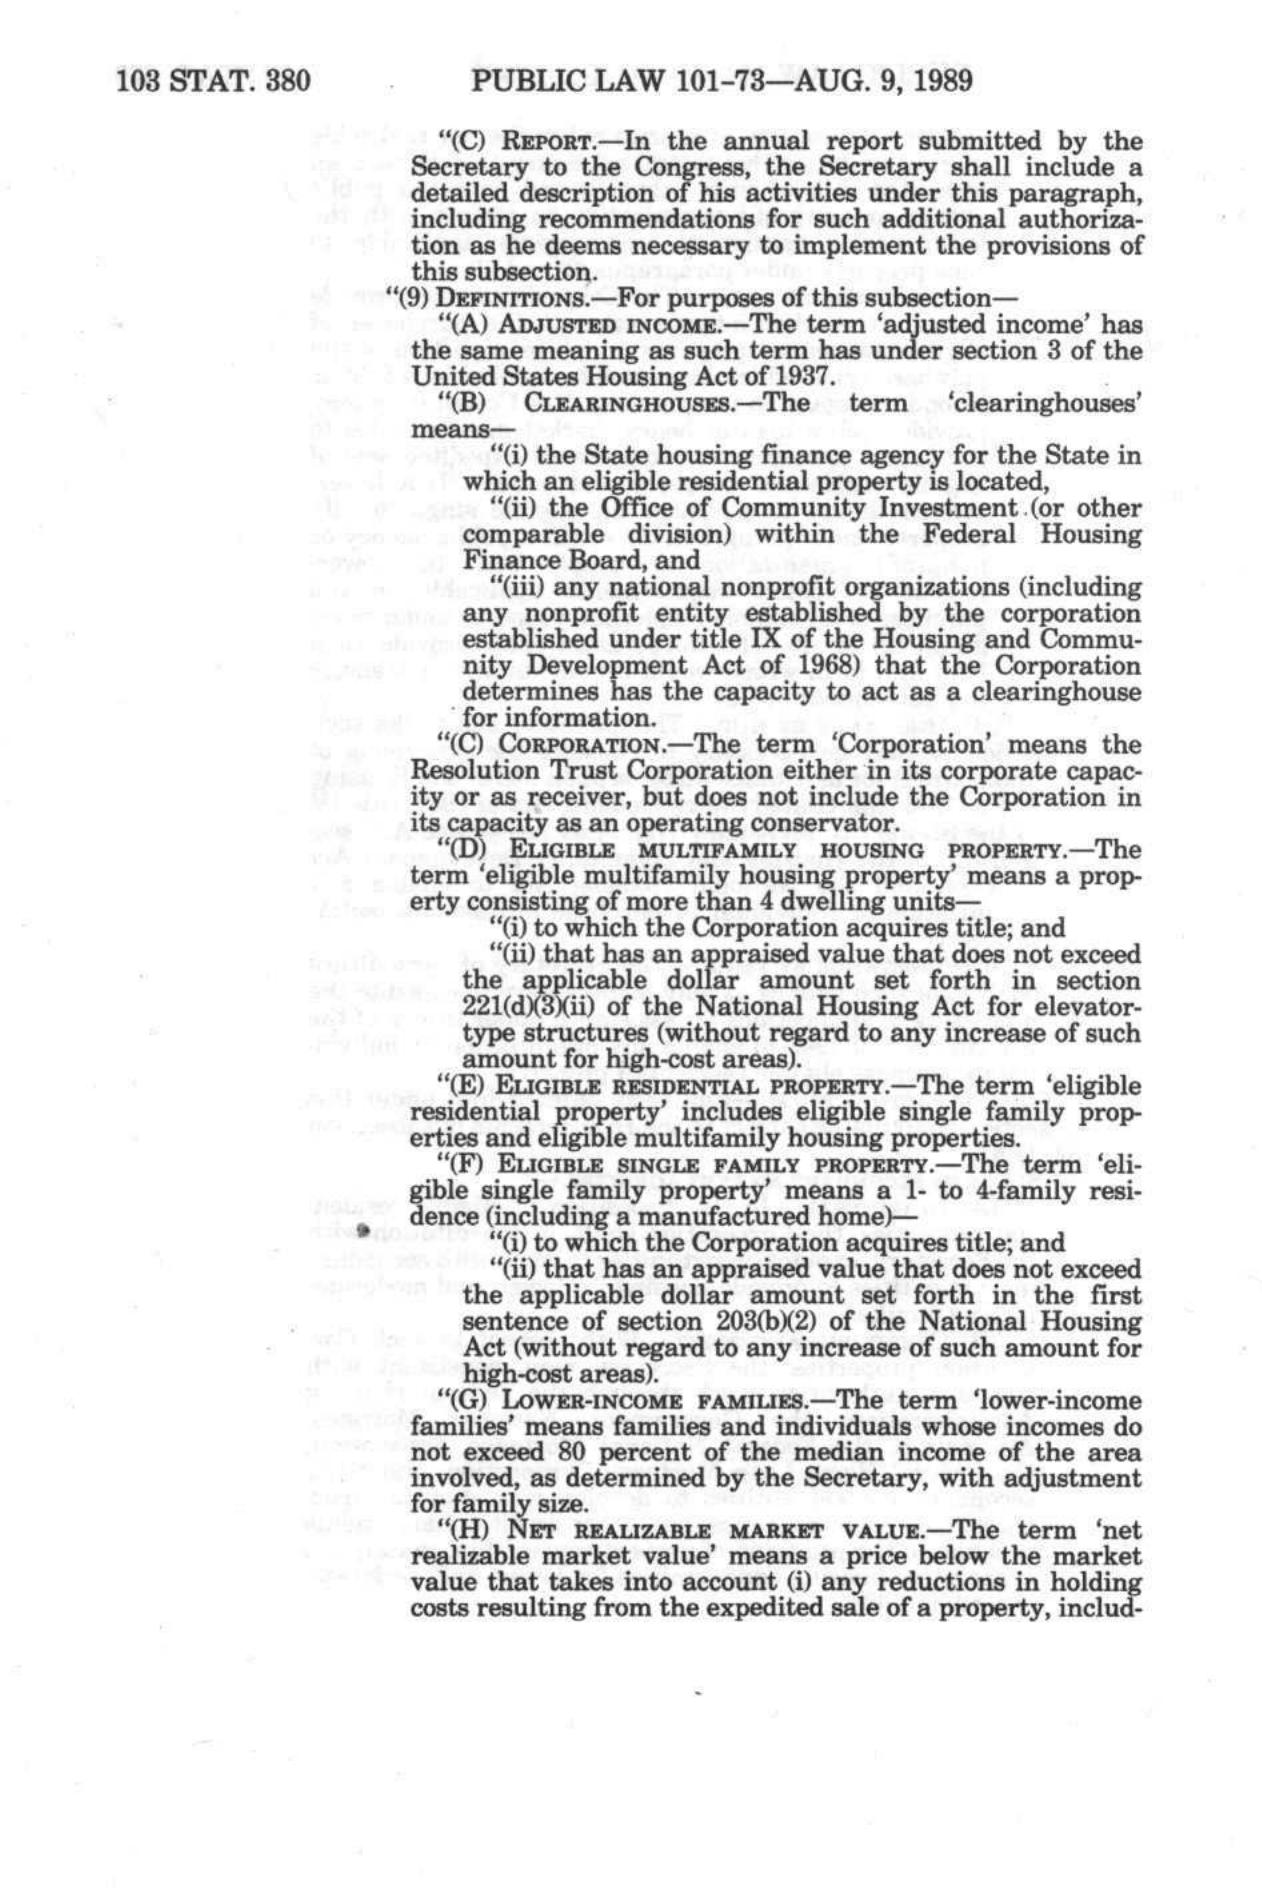 103 STAT. 380 PUBLIC LAW 101-73—AUG. 9, 1989
"(C) REPORT.—In the annual report submitted by the
Secretary to the Congress, the Secretary shall include a
detailed description of his activities under this paragraph,
including recommendations for such additional authoriza-
tion as he deems necessary to implement the provisions of
this subsection.
"(9) DEFINITIONS.—For purposes of this subsection—
"(A) ADJUSTED INCOME.—The term 'adjusted income' has
the same meaning as such term has under section 3 of the
United States Housing Act of 1937.
"(B) CLEARINGHOUSES.—The term 'clearinghouses'
means—
"(i) the State housing finance agency for the State in
which an eligible residential property is located,
"(ii) the Office of Community Investment (or other
comparable division) within the Federal Housing
Finance Board, and
"(iii) any national nonprofit organizations (including
any nonprofit entity established by the corporation
established under title IX of the Housing and Commu-
nity Development Act of 1968) that the Corporation
determines has the capacity to act as a clearinghouse
for information.
"(C) CORPORATION.—The term 'Corporation' means the
Resolution Trust Corporation either in its corporate capac-
ity or as receiver, but does not include the Corporation in
its capacity as an operating conservator.
"(D) ELIGIBLE MULTIFAMILY HOUSING PROPERTY.—The
term 'eligible multifamily housing property' means a prop-
erty consisting of more than 4 dwelling units—
"(i) to which the Corporation acquires title; and
"(ii) that has an appraised value that does not exceed
the applicable dollar amount set forth in section
221(d)(3)(ii) of the National Housing Act for elevator-
type structures (without regard to any increase of such
amount for high-cost areas).
"(E) ELIGIBLE RESIDENTIAL PROPERTY.—The term 'eligible
residential property' includes eligible single family prop-
erties and eligible multifamily housing properties.
"(F) ELIGIBLE SINGLE FAMILY PROPERTY.—The term 'eli-
gible single family property' means a 1- to 4-family resi-
dence (including a manufactured home)—
"(i) to which the Corporation acquires title; and
"(ii) that has an appraised value that does not exceed
the applicable dollar amount set forth in the first
sentence of section 203(b)(2) of the National Housing
Act (without regard to any increase of such amount for
high-cost areas).
"(G) LOWER-INCOME FAMILIES.—The term 'lower-income
families' means families and individuals whose incomes do
not exceed 80 percent of the median income of the area
involved, as determined by the Secretary, with adjustment
for family size.
"(H) NET REALIZABLE MARKET VALUE.—The term 'net
realizable market value' means a price below the market
value that takes into account (i) any reductions in holding
costs resulting from the expedited sale of a property, includ-